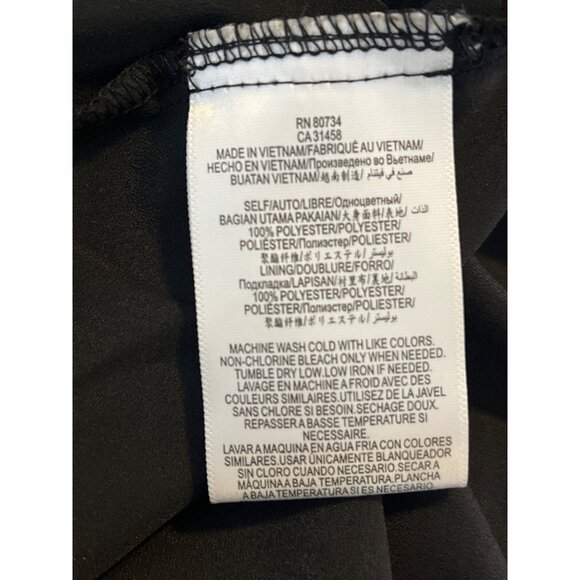 RN 80734
CA 31458
MADE IN VIETNAM/FABRIQUÉ AU VIETNAM/
HECHO EN VIETNAM/Произведено во Вьетнаме/
BUATAN VIETNAM/越南制造/ صنع في فيتنام
SELF/AUTO/LIBRE/Одноцветный/
BAGIAN UTAMA PAKAIAN/大身面料/表地/ الذات
100% POLYESTER/POLYESTER/
POLIÉSTER/Полиэстер/POLIESTER/
聚酯纤维/ポリエステル/ بوليستر
LINING/DOUBLURE/FORRO/
Подкладка/LAPISAN/衬里布/裏地/ البطانة
100% POLYESTER/POLYESTER/
POLIÉSTER/Полиэстер/POLIESTER/
聚酯纤维/ポリエステル/ بوليستر
MACHINE WASH COLD WITH LIKE COLORS.
NON-CHLORINE BLEACH ONLY WHEN NEEDED.
TUMBLE DRY LOW.LOW IRON IF NEEDED.
LAVAGE EN MACHINE A FROID AVEC DES
COULEURS SIMILAIRES.UTILISEZ DE LA JAVEL
SANS CHLORE SI BESOIN.SECHAGE DOUX.
REPASSER A BASSE TEMPERATURE SI
NECESSAIRE.
LAVAR A MAQUINA EN AGUA FRIA CON COLORES
SIMILARES.USAR ÚNICAMENTE BLANQUEADOR
SIN CLORO CUANDO NECESARIO.SECAR A
MÁQUINA A BAJA TEMPERATURA.PLANCHA
A BAJA TEMPERATURA SI ES NECESARIO.